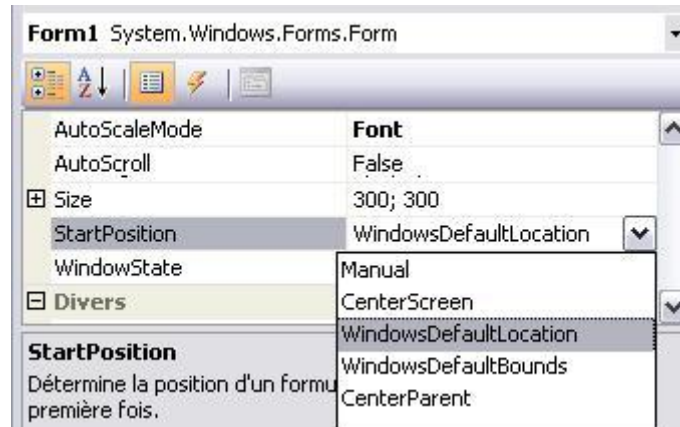 Form1 System.Windows.Forms.Form
AutoScaleMode Font
AutoScroll False
Size 300; 300
StartPosition WindowsDefaultLocation
WindowState
Divers
Manual
CenterScreen
WindowsDefaultLocation
WindowsDefaultBounds
CenterParent
StartPosition
Détermine la position d'un formu
première fois.